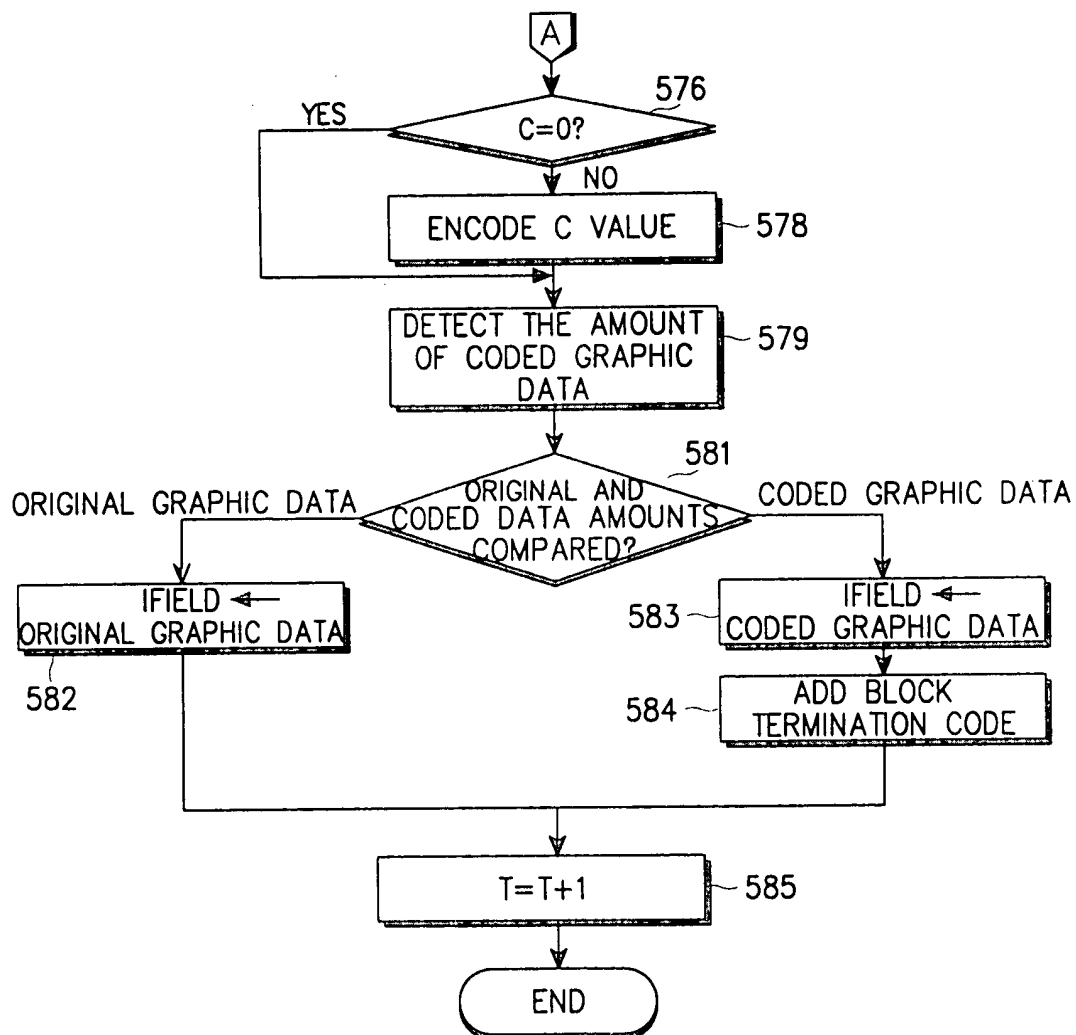 A
576
YES
C=0?
NO
ENCODE C VALUE
578
DETECT THE AMOUNT
OF CODED GRAPHIC
DATA
579
581
ORIGINAL GRAPHIC DATA
ORIGINAL AND
CODED DATA AMOUNTS
COMPARED?
CODED GRAPHIC DATA
IFIELD ←
ORIGINAL GRAPHIC DATA
582
583
IFIELD ←
CODED GRAPHIC DATA
584
ADD BLOCK
TERMINATION CODE
T=T+1
585
END